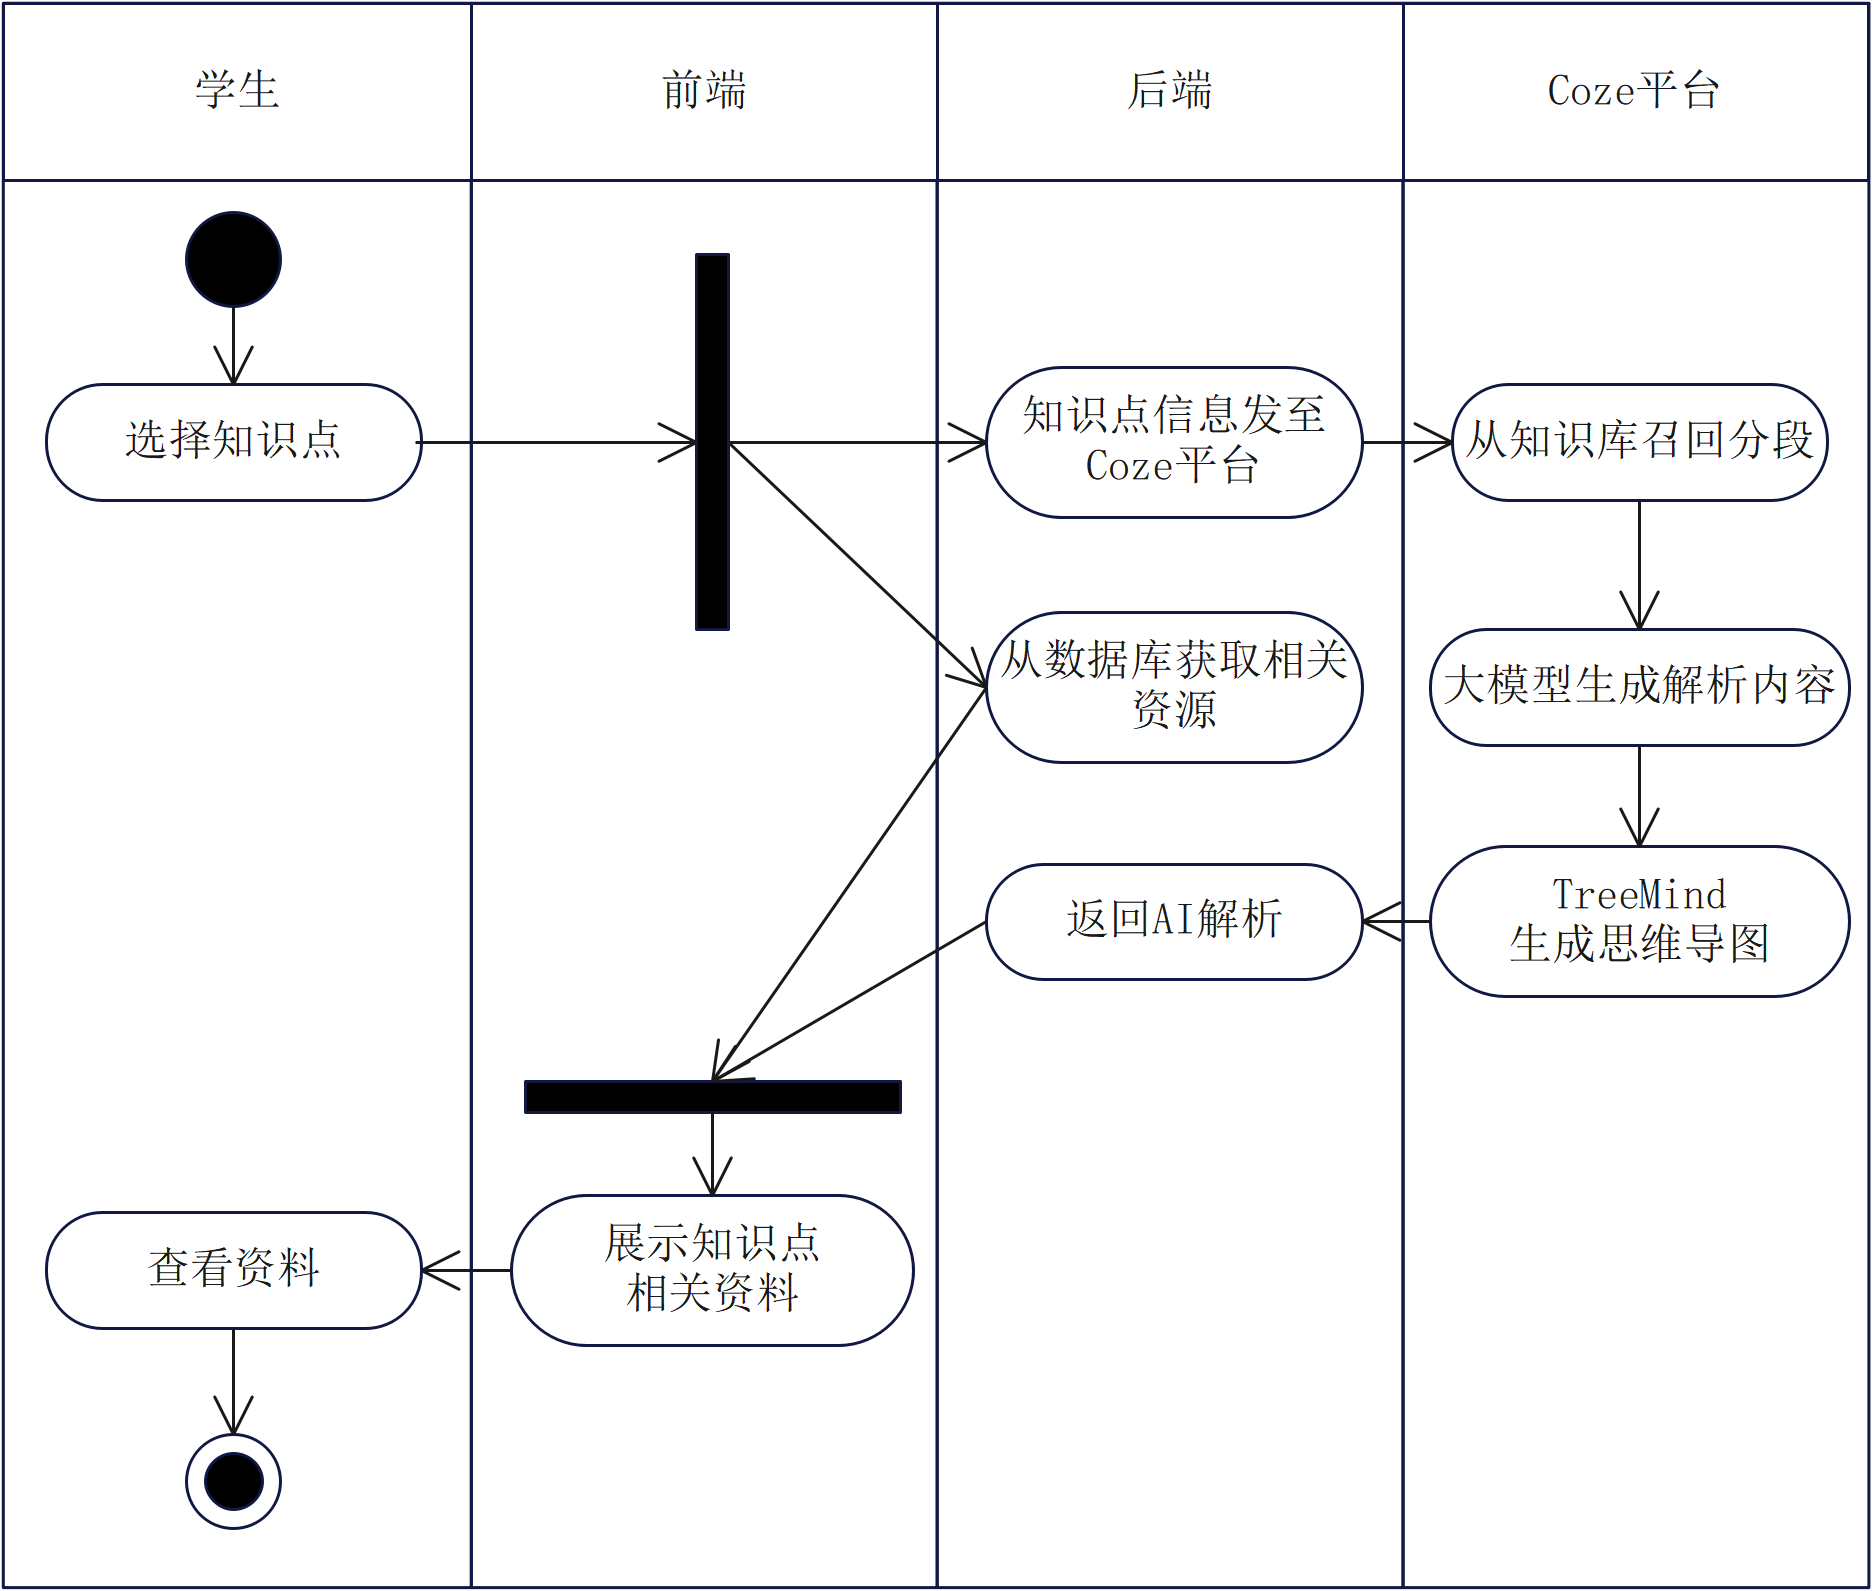 学生
前端
后端
Coze平台
选择知识点
知识点信息发至
Coze平台
从知识库召回分段
从数据库获取相关
资源
大模型生成解析内容
返回AI解析
TreeMind
生成思维导图
展示知识点
相关资料
查看资料